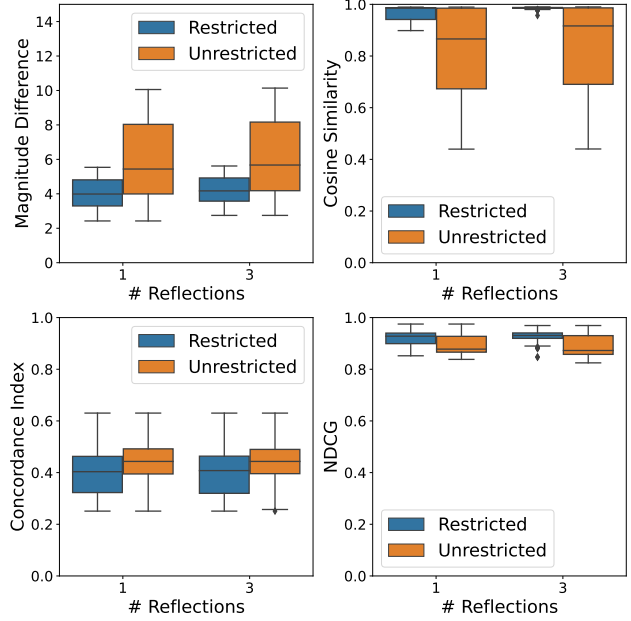 14
12
10
8
6
4
2
0
Magnitude Difference
Restricted
Unrestricted
1
3
# Reflections
1.0
0.8
0.6
0.4
0.2
0.0
Cosine Similarity
Restricted
Unrestricted
1
3
# Reflections
1.0
0.8
0.6
0.4
0.2
0.0
Concordance Index
Restricted
Unrestricted
1
3
# Reflections
1.0
0.8
0.6
0.4
0.2
0.0
NDCG
Restricted
Unrestricted
1
3
# Reflections